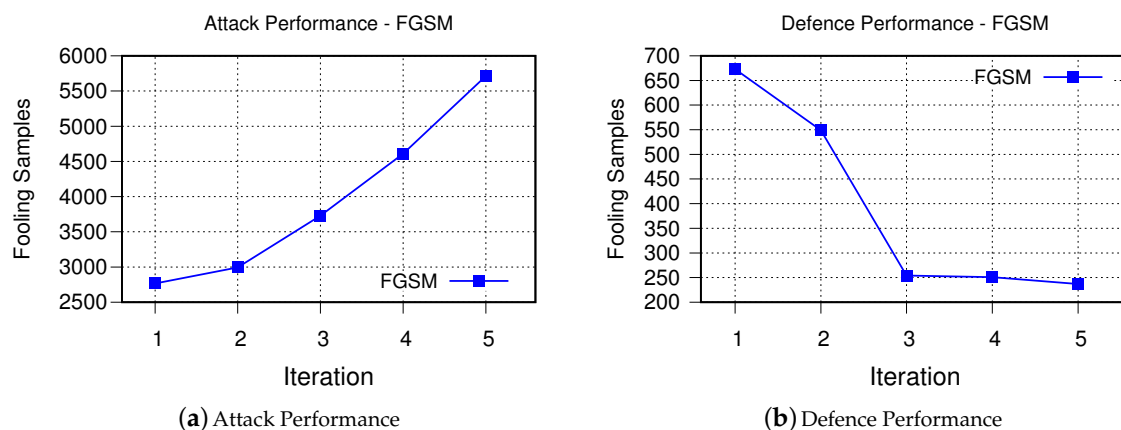 Attack Performance - FGSM
6000
5500
5000
4500
4000
3500
3000
2500
Fooling Samples
FGSM
1 2 3 4 5
Iteration
(a) Attack Performance
Defence Performance - FGSM
700
650
600
550
500
450
400
350
300
250
200
Fooling Samples
FGSM
1 2 3 4 5
Iteration
(b) Defence Performance